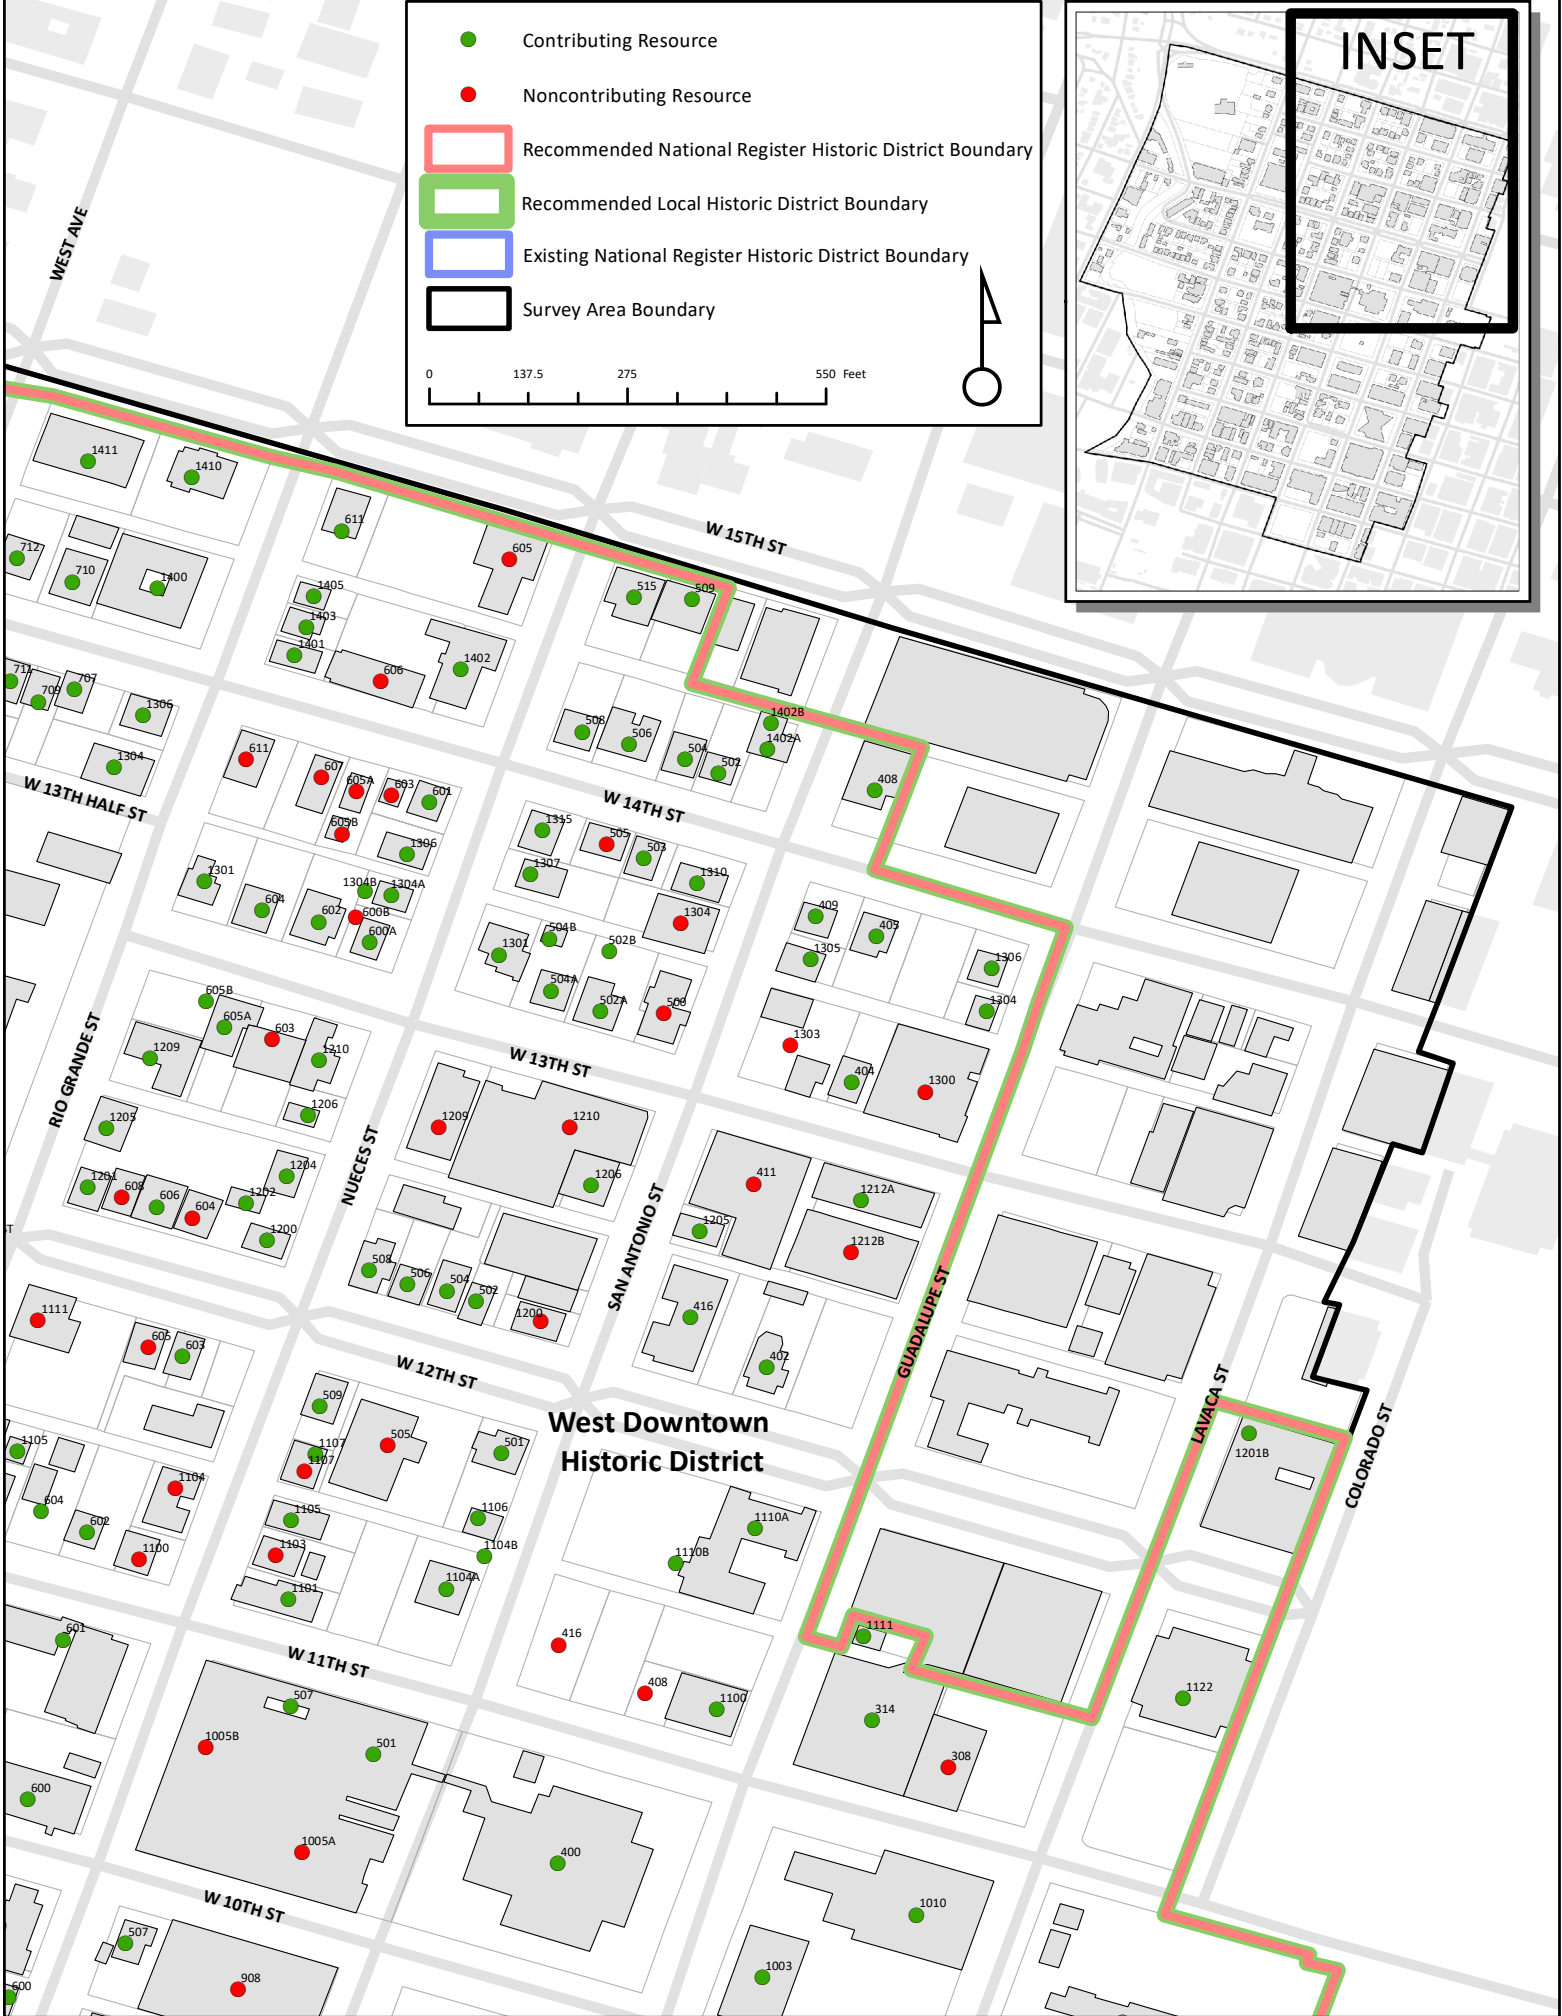 Contributing Resource
Noncontributing Resource
Recommended National Register Historic District Boundary
Recommended Local Historic District Boundary
Existing National Register Historic District Boundary
Survey Area Boundary
0 137.5 275 550 Feet
INSET
WEST AVE
W 15TH ST
1411
1410
611
605
712
710
1400
1405
1403
1401
606
1402
515
509
711
709
707
1306
1304
508
506
504
502
1402B
1402A
408
W 13TH HALF ST
611
607
605A
603
601
605B
1306
W 14TH ST
1315
505
503
1307
1310
1304
1301
604
602
1304B
1304A
600B
600A
1301
504B
502B
504A
502A
500
409
405
1305
1306
1304
1303
404
1300
RIO GRANDE ST
605B
605A
603
1209
1210
1206
W 13TH ST
1205
1204
1201
608
606
604
1202
1200
NUECES ST
1209
1210
1206
SAN ANTONIO ST
411
1212A
1205
1212B
508
506
504
502
1200
416
402
GUADALUPE ST
ST
1111
605
603
W 12TH ST
509
505
501
1107
1107
West Downtown
Historic District
LAVACA ST
1201B
COLORADO ST
1105
1104
604
602
1100
1105
1103
1101
1106
1104B
1104A
1110A
1110B
1111
601
W 11TH ST
416
408
1100
314
308
1122
507
1005B
501
600
1005A
400
1010
W 10TH ST
507
908
1003
600